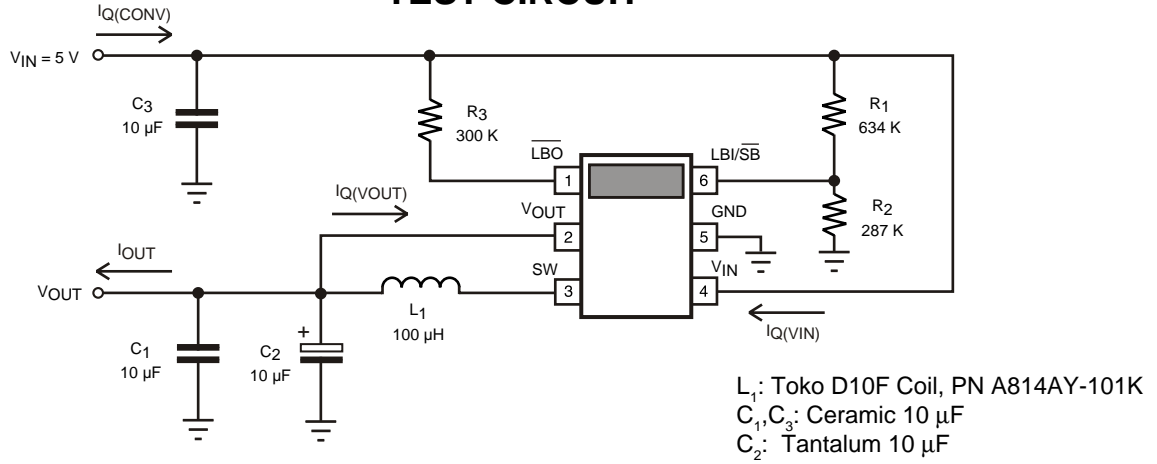 IQ(CONV)
VIN = 5 V
C3
10 µF
R3
300 K
R1
634 K
LBO
LBI/SB
1
6
IQ(VOUT)
VOUT
GND
R2
287 K
2
5
IOUT
SW
VIN
VOUT
3
4
L1
100 µH
IQ(VIN)
+
C1
10 µF
C2
10 µF
L1: Toko D10F Coil, PN A814AY-101K
C1,C3: Ceramic 10 µF
C2: Tantalum 10 µF